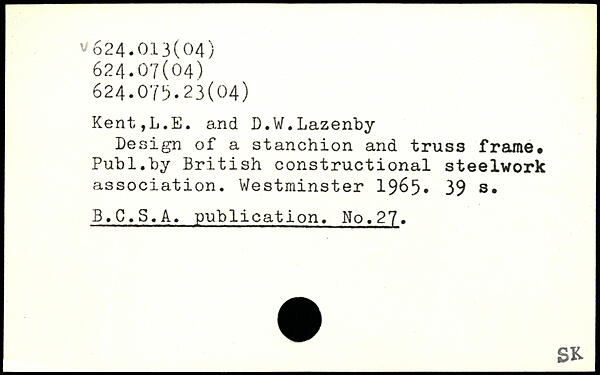 v 624.013(04)
624.07(04)
624.075.23(04)
Kent,L.E. and D.W.Lazenby
Design of a stanchion and truss frame.
Publ.by British constructional steelwork
association. Westminster 1965. 39 s.
B.C.S.A. publication. No.27.
SK